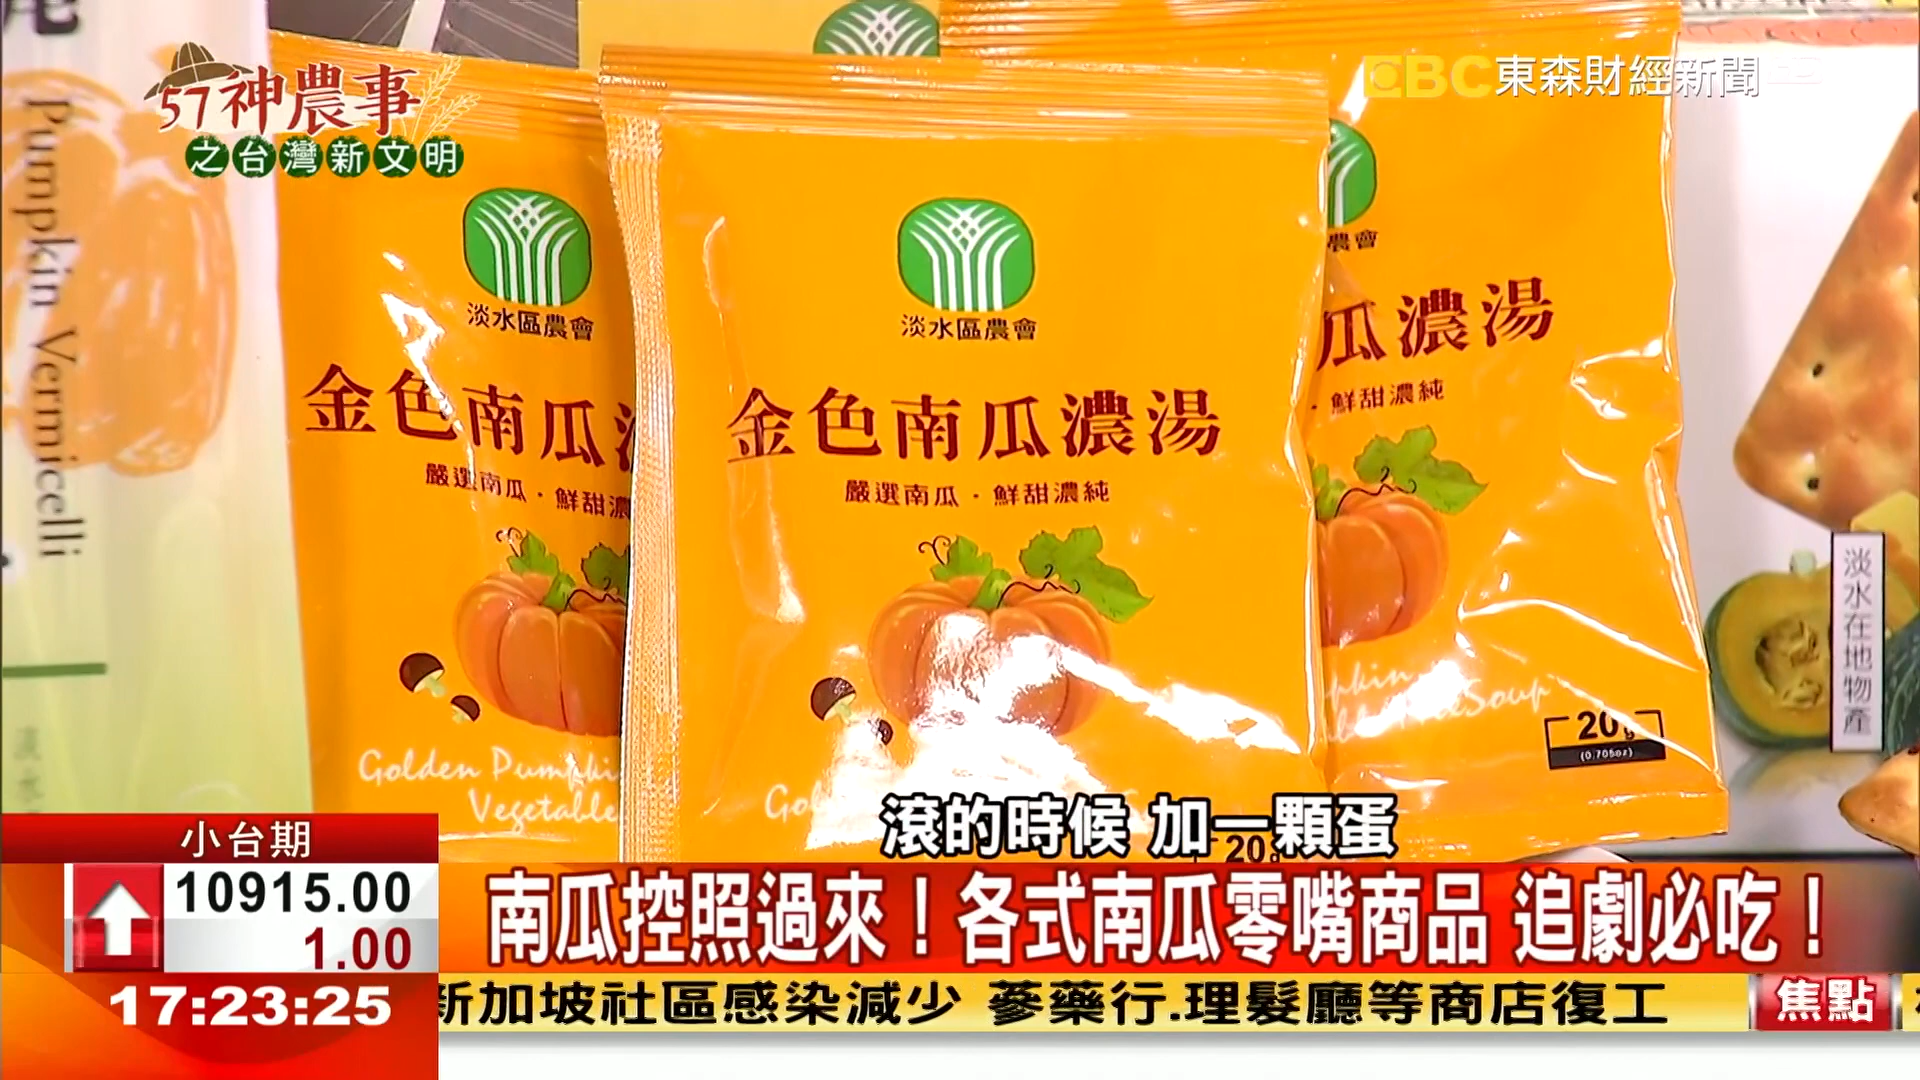 57神農事
之台灣新文明
EBC東森財經新聞
Pumpkin Vermicelli
淡水區農會
金色南瓜
嚴選南瓜·鮮甜濃
Golden Pumpki
Vegetable
淡水區農會
金色南瓜濃湯
嚴選南瓜·鮮甜濃純
Gol
20g
農會
瓜濃湯
·鮮甜濃純
pkin
Soup
20g
(0.705oz)
淡水在地物產
滾的時候 加一顆蛋
小台期
10915.00
1.00
17:23:25
南瓜控照過來！各式南瓜零嘴商品 追劇必吃！
新加坡社區感染減少 蔘藥行.理髮廳等商店復工
焦點